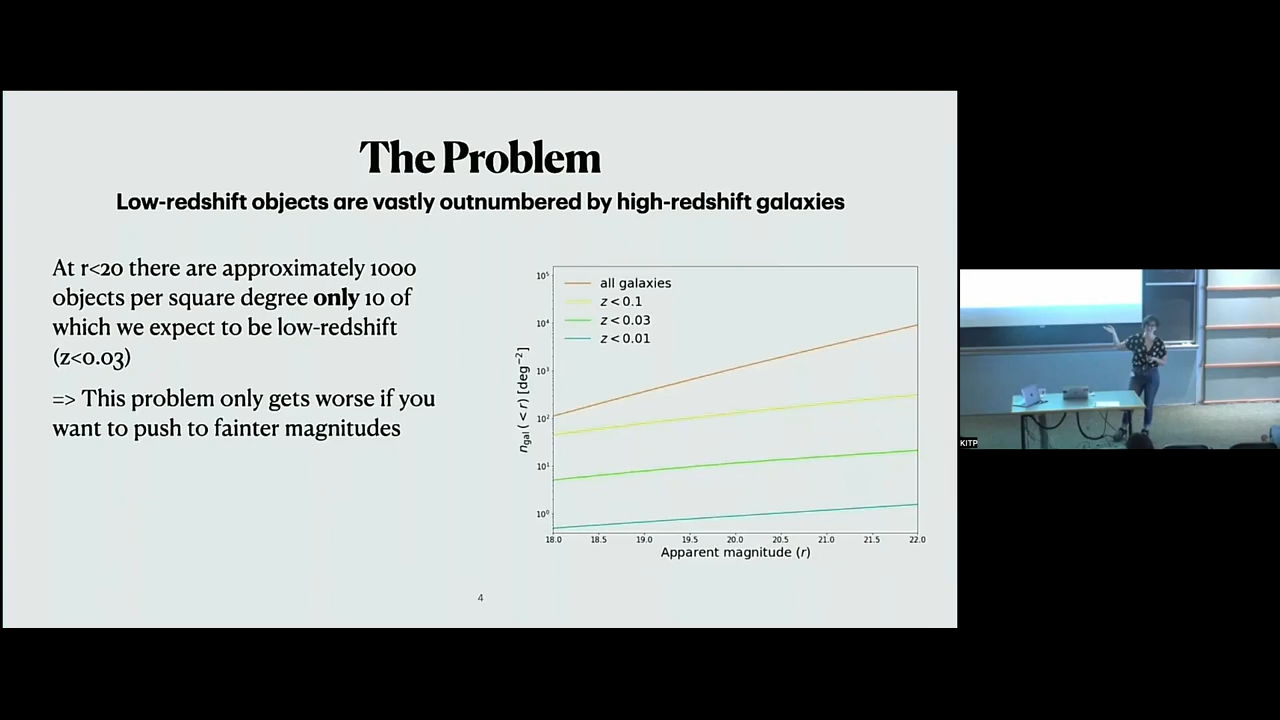 The Problem
Low-redshift objects are vastly outnumbered by high-redshift galaxies
At r<20 there are approximately 1000
objects per square degree only 10 of
which we expect to be low-redshift
(z<0.03)
=> This problem only gets worse if you
want to push to fainter magnitudes
all galaxies
z < 0.1
z < 0.03
z < 0.01
10⁵
10⁴
10³
10²
10¹
10⁰
n_gal (< r) [deg⁻²]
18.0 18.5 19.0 19.5 20.0 20.5 21.0 21.5 22.0
Apparent magnitude (r)
4
KITP